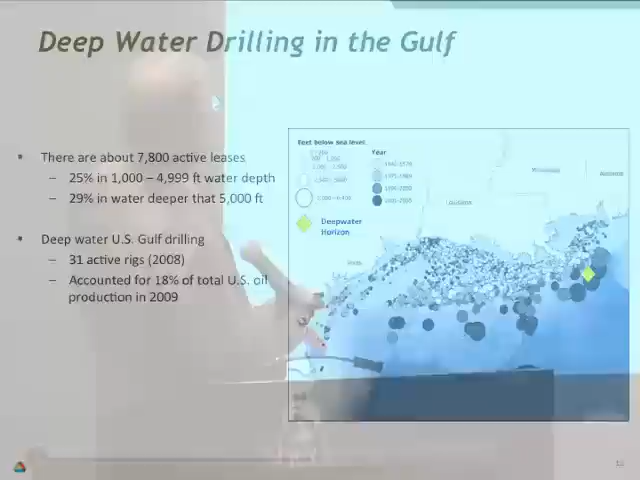 Deep Water Drilling in the Gulf
▪ There are about 7,800 active leases
– 25% in 1,000 – 4,999 ft water depth
– 29% in water deeper that 5,000 ft
▪ Deep water U.S. Gulf drilling
– 31 active rigs (2008)
– Accounted for 18% of total U.S. oil
production in 2009
Feet below sea level
Year
Deepwater
Horizon
Louisiana